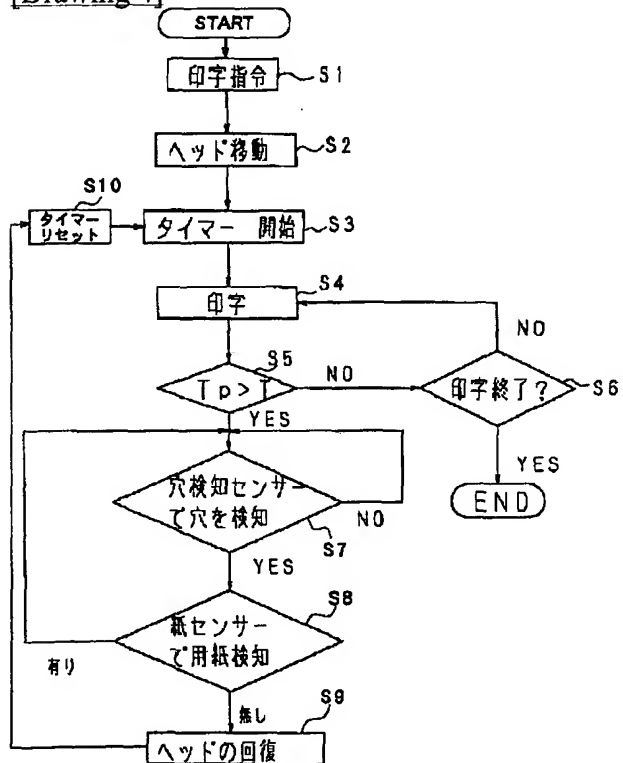 [Drawing 4]
START
印字指令 S1
ヘッド移動 S2
S10
タイマー
リセット
タイマー 開始 S3
S4
印字
NO
S5
Tp>T
NO
印字終了? S6
YES
YES
END
穴検知センサー
で穴を検知
NO
S7
YES
S8
紙センサー
で用紙検知
有り
無し
S9
ヘッドの回復